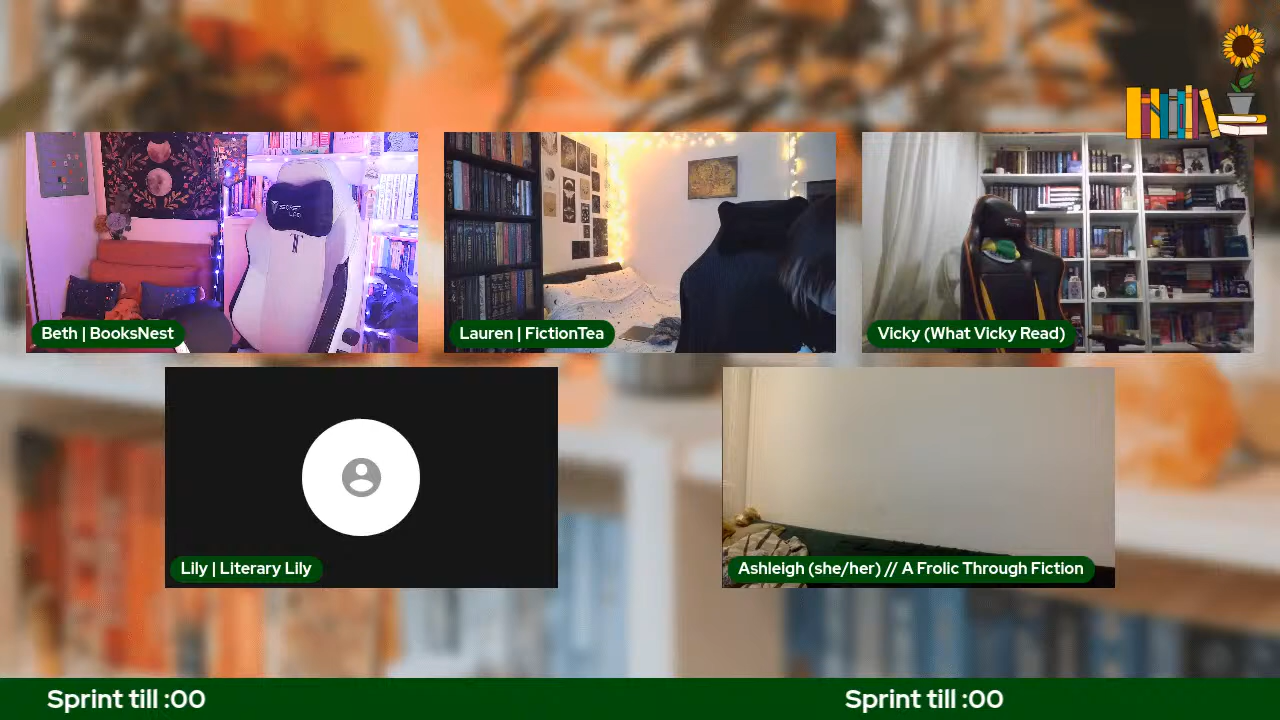 Beth | BooksNest
Lauren | FictionTea
Vicky (What Vicky Read)
Lily | Literary Lily
Ashleigh (she/her) // A Frolic Through Fiction
Sprint till :00
Sprint till :00